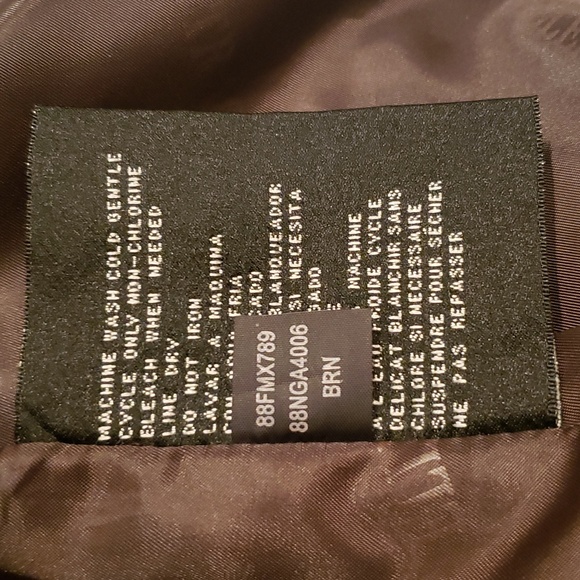 MACHINE WASH COLD GENTLE
CYCLE ONLY NON-CHLORINE
BLEACH WHEN NEEDED
LINE DRY
DO NOT IRON
LAVAR A MAQUINA
BLANQUEADOR
SI NECESITA
MACHINE
CYCLE
DELICAT BLANCHIR SANS
CHLORE SI NECESSAIRE
SUSPENDRE POUR SÉCHER
NE PAS REPASSER
88FMX789
88NGA4006
BRN